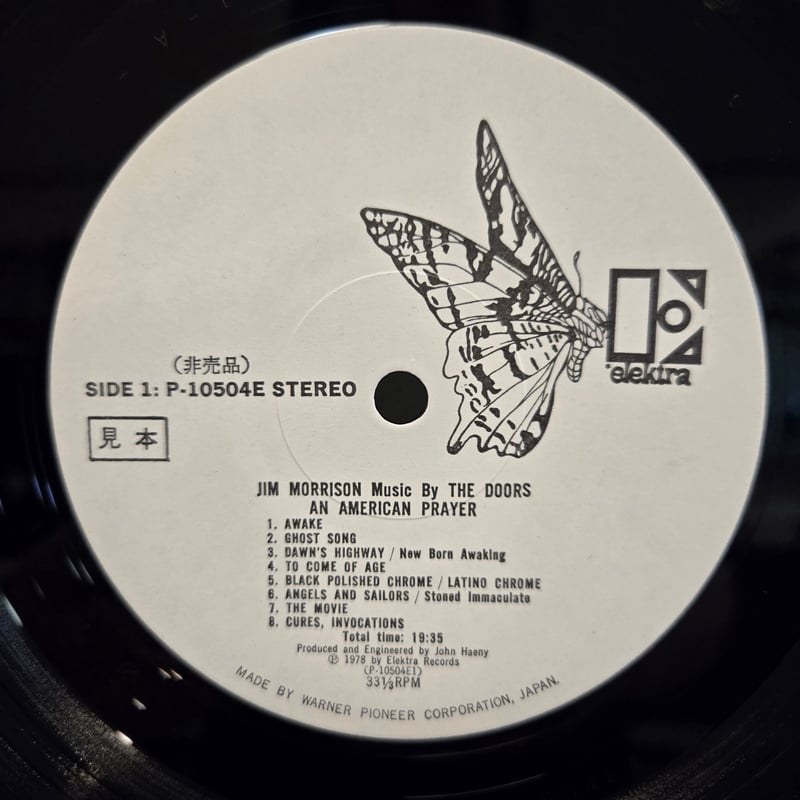 elektra
(非売品)
SIDE 1: P-10504E STEREO
見本
JIM MORRISON Music By THE DOORS
AN AMERICAN PRAYER
1. AWAKE
2. GHOST SONG
3. DAWN'S HIGHWAY / New Born Awaking
4. TO COME OF AGE
5. BLACK POLISHED CHROME / LATINO CHROME
6. ANGELS AND SAILORS / Stoned Immaculate
7. THE MOVIE
8. CURES, INVOCATIONS
Total time: 19:35
Produced and Engineered by John Haeny
Ⓟ 1978 by Elektra Records
(P-10504E1)
33⅓RPM
MADE BY WARNER PIONEER CORPORATION, JAPAN.